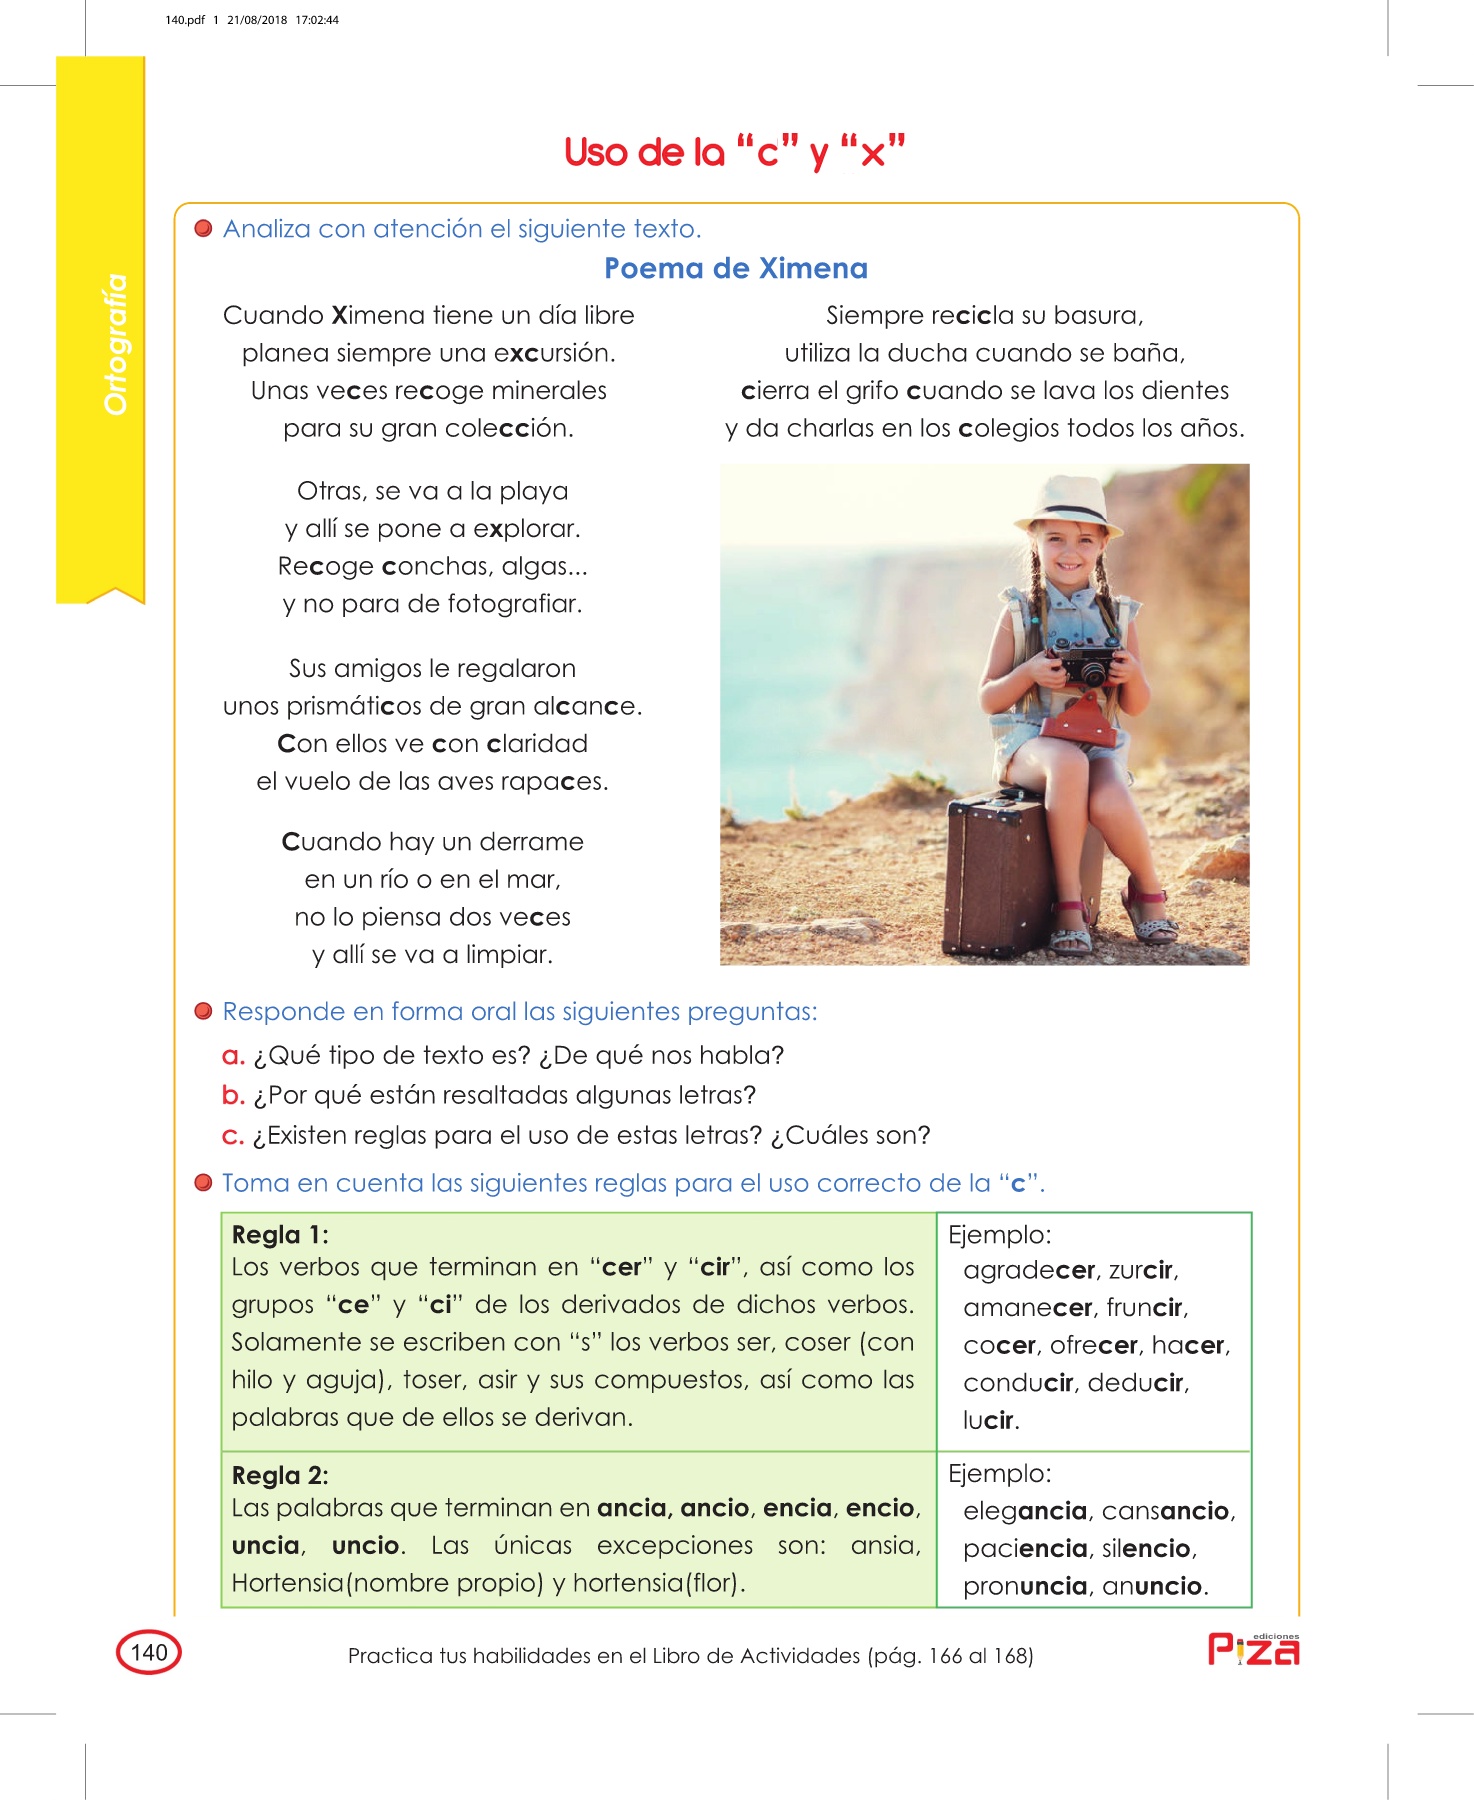 140.pdf 1 21/08/2018 17:02:44
Ortografía
Uso de la “c” y “x”
Analiza con atención el siguiente texto.
Poema de Ximena
Cuando Ximena tiene un día libre
planea siempre una excursión.
Unas veces recoge minerales
para su gran colección.
Otras, se va a la playa
y allí se pone a explorar.
Recoge conchas, algas...
y no para de fotografiar.
Sus amigos le regalaron
unos prismáticos de gran alcance.
Con ellos ve con claridad
el vuelo de las aves rapaces.
Cuando hay un derrame
en un río o en el mar,
no lo piensa dos veces
y allí se va a limpiar.
Siempre recicla su basura,
utiliza la ducha cuando se baña,
cierra el grifo cuando se lava los dientes
y da charlas en los colegios todos los años.
Responde en forma oral las siguientes preguntas:
a. ¿Qué tipo de texto es? ¿De qué nos habla?
b. ¿Por qué están resaltadas algunas letras?
c. ¿Existen reglas para el uso de estas letras? ¿Cuáles son?
Toma en cuenta las siguientes reglas para el uso correcto de la “c”.
Regla 1:
Los verbos que terminan en “cer” y “cir”, así como los
grupos “ce” y “ci” de los derivados de dichos verbos.
Solamente se escriben con “s” los verbos ser, coser (con
hilo y aguja), toser, asir y sus compuestos, así como las
palabras que de ellos se derivan.
Ejemplo:
agradecer, zurcir,
amanecer, fruncir,
cocer, ofrecer, hacer,
conducir, deducir,
lucir.
Regla 2:
Las palabras que terminan en ancia, ancio, encia, encio,
uncia, uncio. Las únicas excepciones son: ansia,
Hortensia(nombre propio) y hortensia(flor).
Ejemplo:
elegancia, cansancio,
paciencia, silencio,
pronuncia, anuncio.
140
Practica tus habilidades en el Libro de Actividades (pág. 166 al 168)
ediciones
Piza